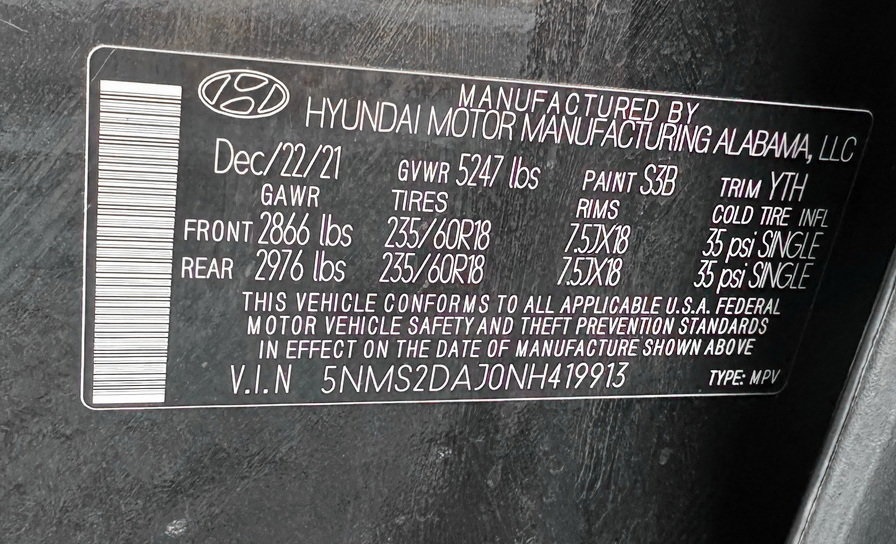 MANUFACTURED BY
HYUNDAI MOTOR MANUFACTURING ALABAMA, LLC
Dec/22/21 GVWR 5247 lbs PAINT S3B TRIM YTH
GAWR TIRES RIMS COLD TIRE INFL
FRONT 2866 lbs 235/60R18 7.5JX18 35 psi SINGLE
REAR 2976 lbs 235/60R18 7.5JX18 35 psi SINGLE
THIS VEHICLE CONFORMS TO ALL APPLICABLE U.S.A. FEDERAL
MOTOR VEHICLE SAFETY AND THEFT PREVENTION STANDARDS
IN EFFECT ON THE DATE OF MANUFACTURE SHOWN ABOVE
V.I.N 5NMS2DAJ0NH419913 TYPE: MPV